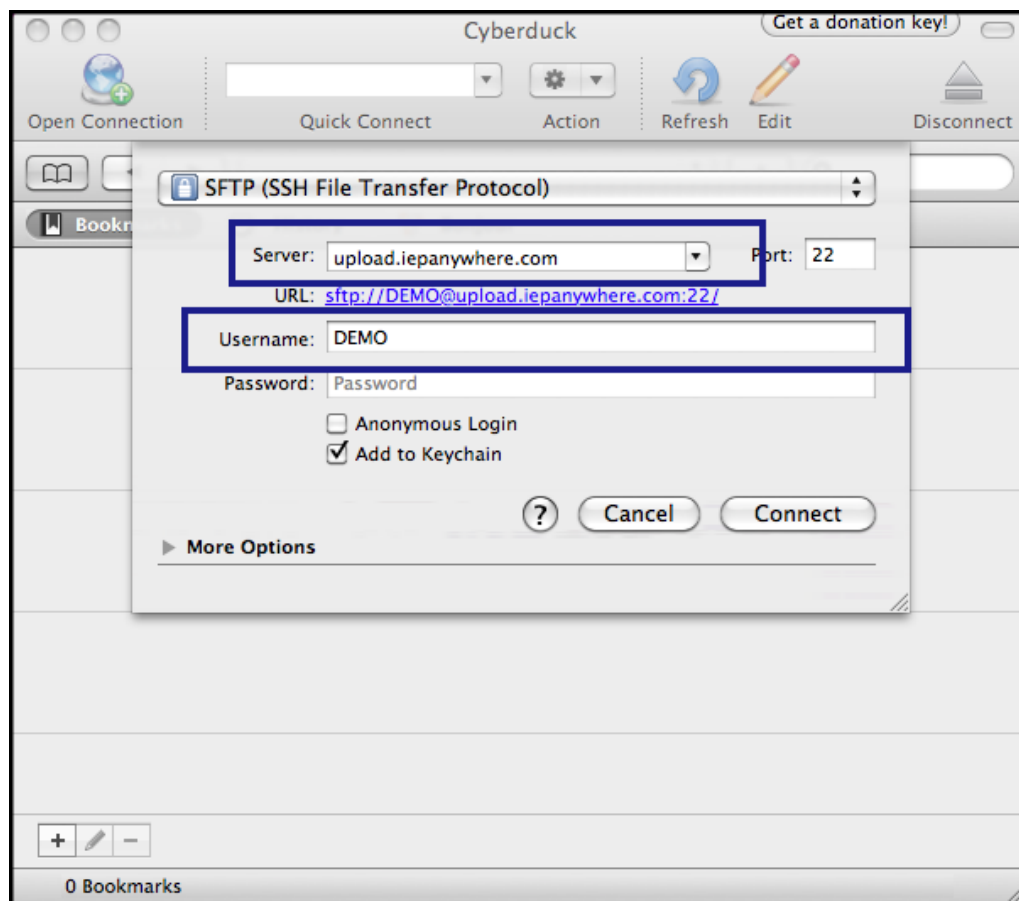 Cyberduck
Get a donation key!
Open Connection
Quick Connect
Action
Refresh
Edit
Disconnect
SFTP (SSH File Transfer Protocol)
Server:
upload.iepanywhere.com
Port:
22
URL:
sftp://DEMO@upload.iepanywhere.com:22/
Username:
DEMO
Password:
Password
Anonymous Login
Add to Keychain
?
Cancel
Connect
More Options
0 Bookmarks